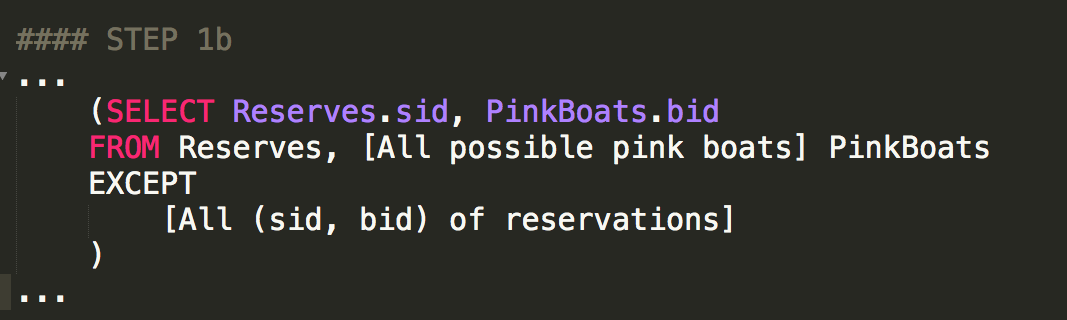 #### STEP 1b
...
(SELECT Reserves.sid, PinkBoats.bid
FROM Reserves, [All possible pink boats] PinkBoats
EXCEPT
[All (sid, bid) of reservations]
)
...